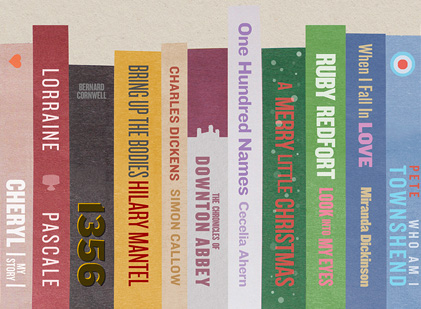 CHERYL
MY
STORY
LORRAINE
PASCALE
BERNARD
CORNWELL
1356
BRING UP THE BODIES HILARY MANTEL
CHARLES DICKENS SIMON CALLOW
THE CHRONICLES OF
DOWNTON ABBEY
One Hundred Names Cecelia Ahern
A MERRY LITTLE CHRISTMAS
RUBY REDFORT
LOOK INTO MY EYES
When I Fall In LOVE
Miranda Dickinson
PETE
TOWNSHEND
WHO AM I